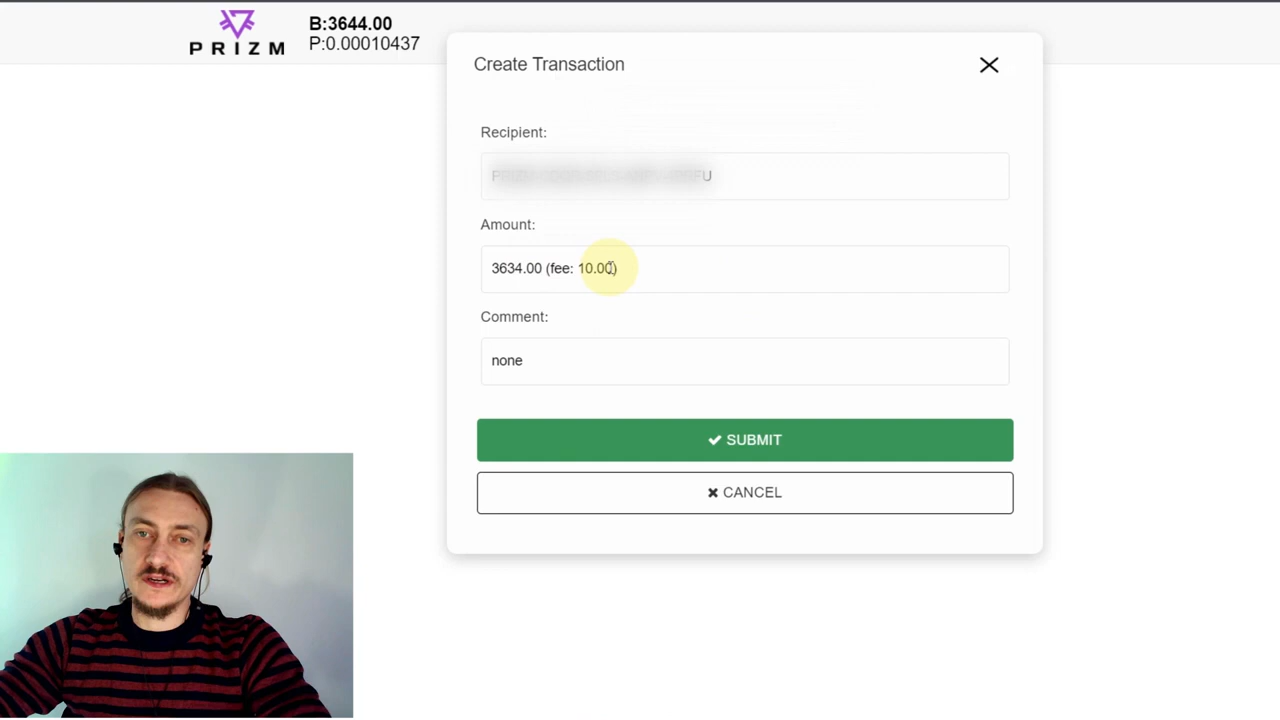 PRIZM
B:3644.00
P:0.00010437
Create Transaction
Recipient:
Amount:
3634.00 (fee: 10.00)
Comment:
none
✔ SUBMIT
✖ CANCEL